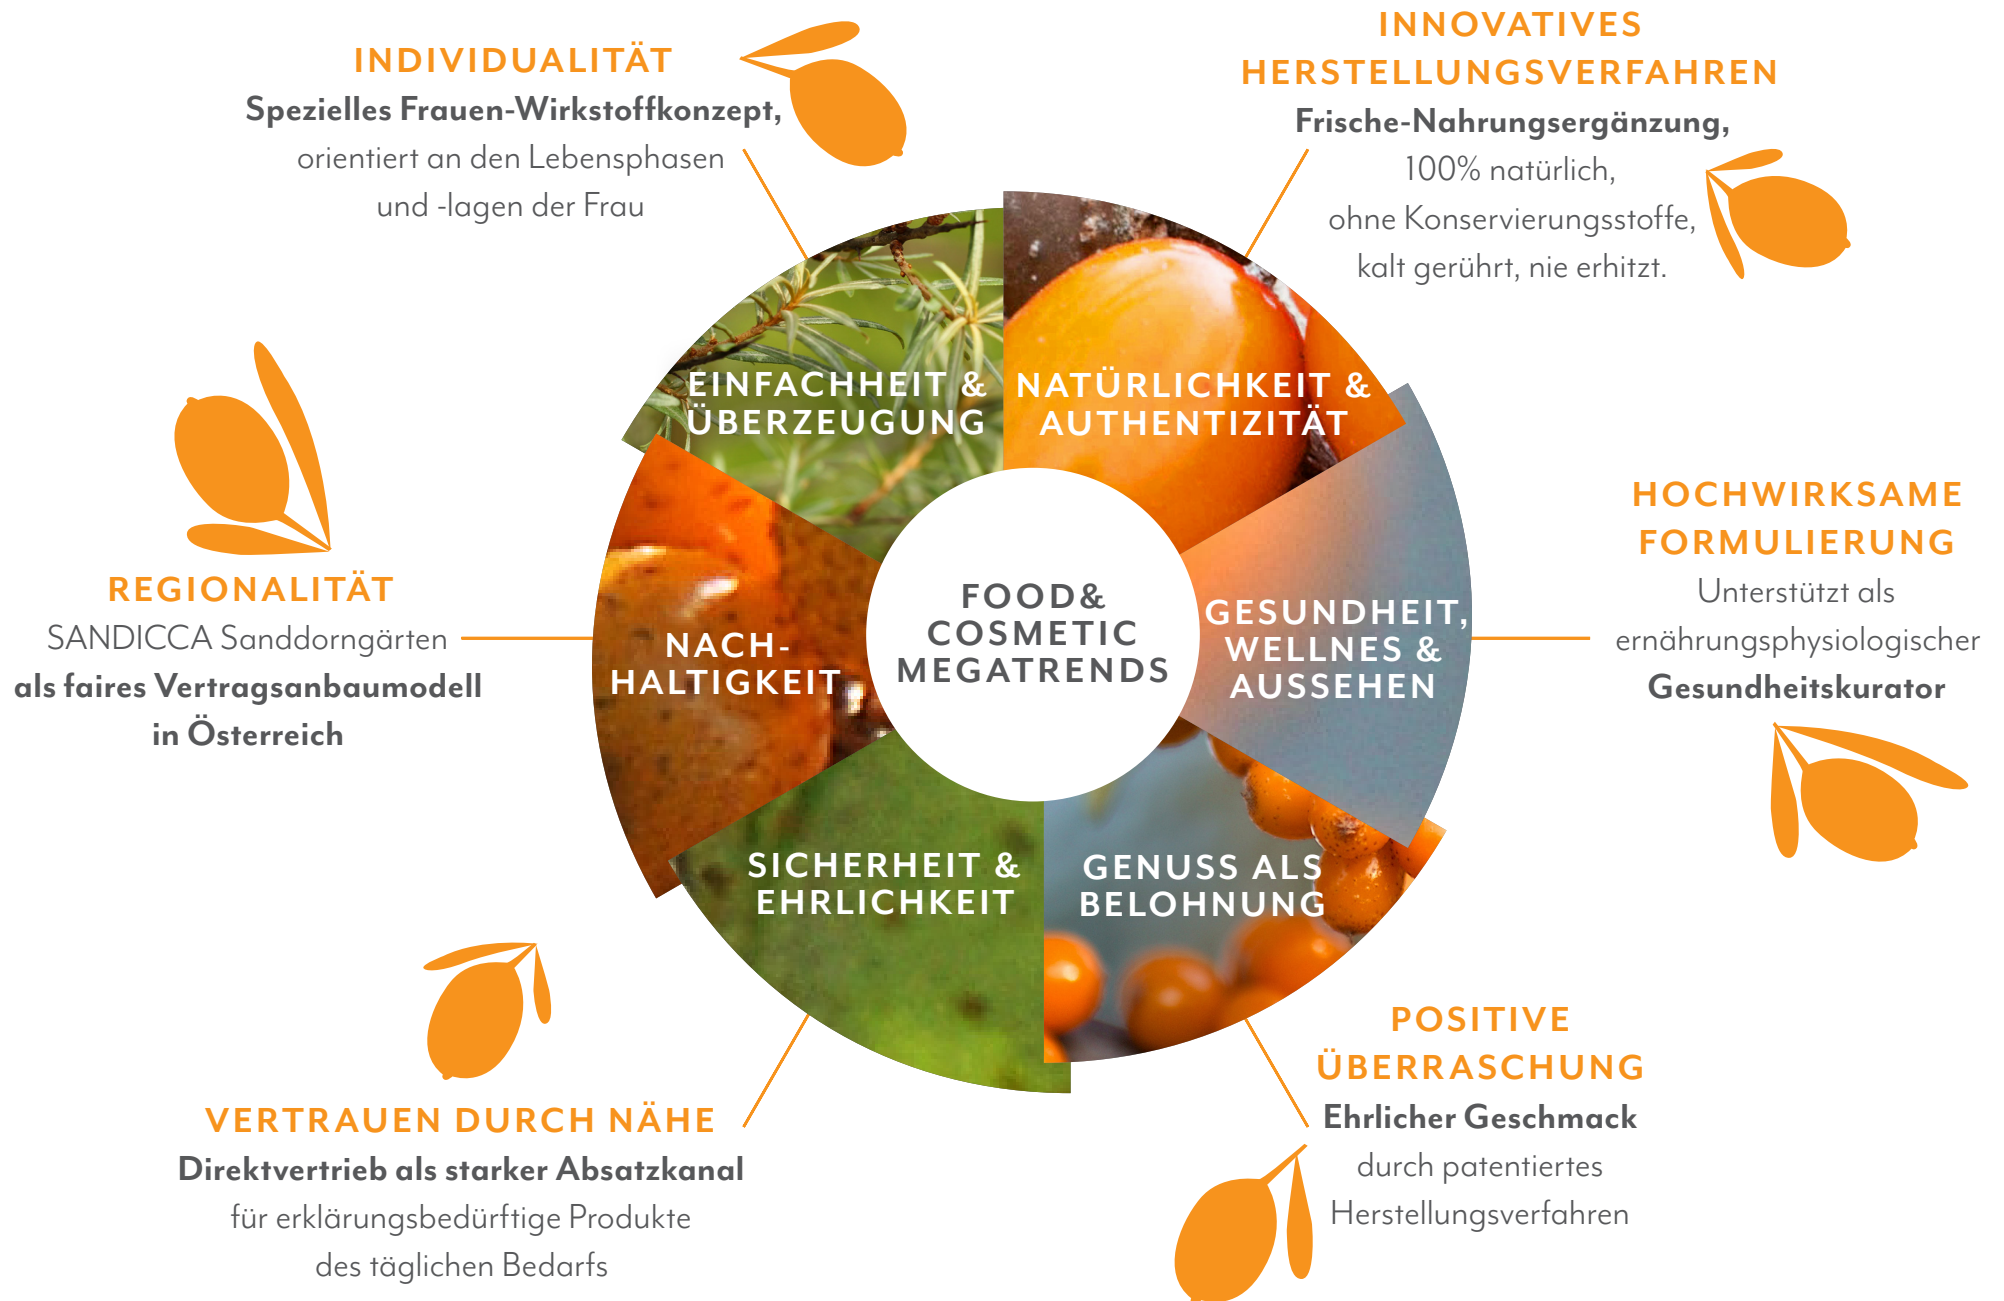 INDIVIDUALITÄT
Spezielles Frauen-Wirkstoffkonzept,
orientiert an den Lebensphasen
und -lagen der Frau
INNOVATIVES
HERSTELLUNGSVERFAHREN
Frische-Nahrungsergänzung,
100% natürlich,
ohne Konservierungsstoffe,
kalt gerührt, nie erhitzt.
EINFACHHEIT &
ÜBERZEUGUNG
NATÜRLICHKEIT &
AUTHENTIZITÄT
REGIONALITÄT
SANDICCA Sanddorngärten
als faires Vertragsanbaumodell
in Österreich
NACH-
HALTIGKEIT
FOOD&
COSMETIC
MEGATRENDS
GESUNDHEIT,
WELLNES &
AUSSEHEN
HOCHWIRKSAME
FORMULIERUNG
Unterstützt als
ernährungsphysiologischer
Gesundheitskurator
SICHERHEIT &
EHRLICHKEIT
GENUSS ALS
BELOHNUNG
VERTRAUEN DURCH NÄHE
Direktvertrieb als starker Absatzkanal
für erklärungsbedürftige Produkte
des täglichen Bedarfs
POSITIVE
ÜBERRASCHUNG
Ehrlicher Geschmack
durch patentiertes
Herstellungsverfahren